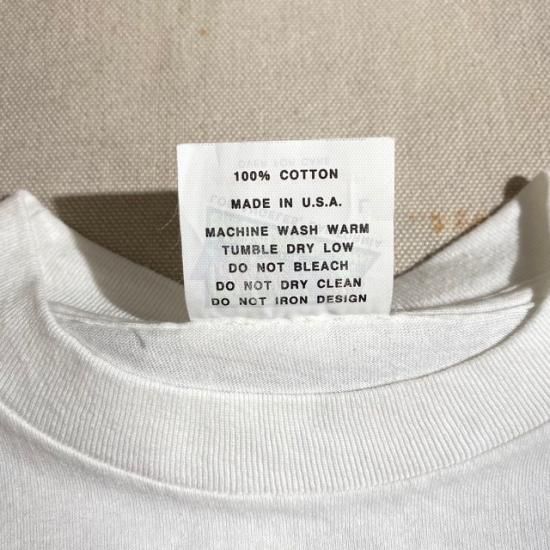 100% COTTON
MADE IN U.S.A.
MACHINE WASH WARM
TUMBLE DRY LOW
DO NOT BLEACH
DO NOT DRY CLEAN
DO NOT IRON DESIGN